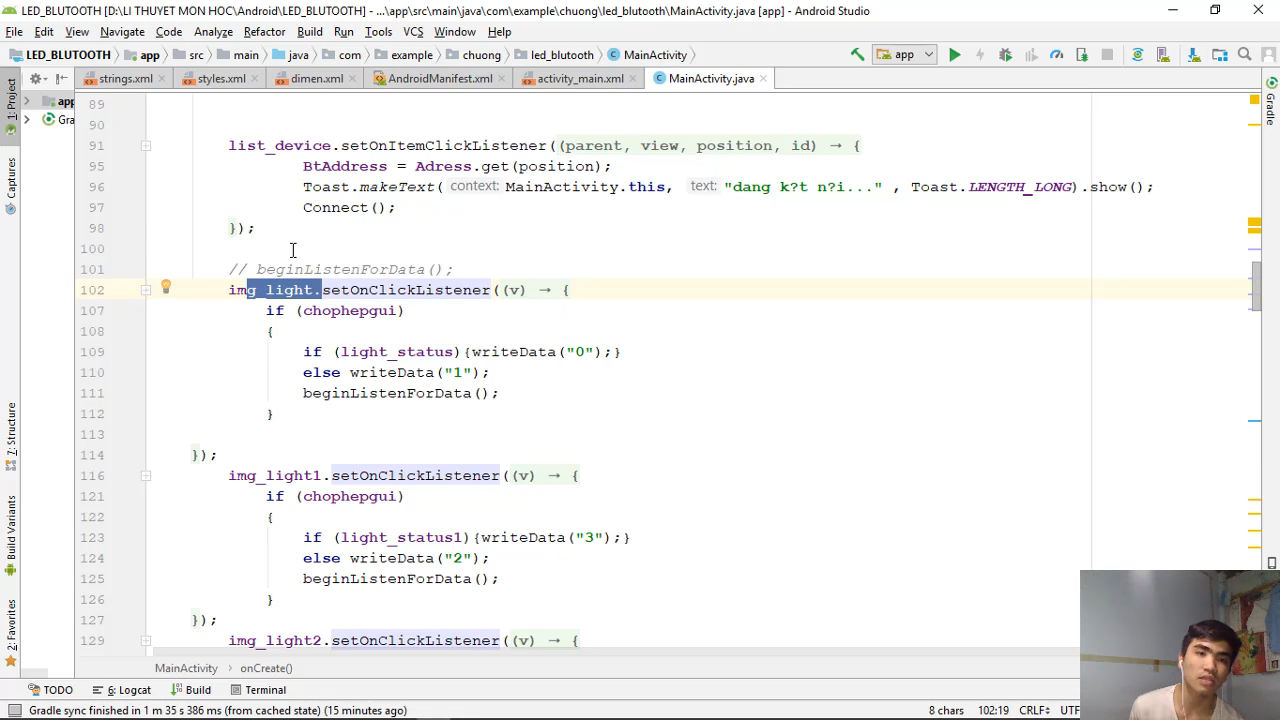 LED_BLUTOOTH [D:\LI THUYET MON HOC\Android\LED_BLUTOOTH] - ...\app\src\main\java\com\example\chuong\led_blutooth\MainActivity.java [app] - Android Studio
File Edit View Navigate Code Analyze Refactor Build Run Tools VCS Window Help
LED_BLUTOOTH app src main java com example chuong led_blutooth MainActivity app
strings.xml styles.xml dimen.xml AndroidManifest.xml activity_main.xml MainActivity.java
1: Project
Captures
7: Structure
Build Variants
2: Favorites
app
Gra
Gradle
89
90
91 list_device.setOnItemClickListener((parent, view, position, id) → {
95 BtAddress = Adress.get(position);
96 Toast.makeText( context: MainActivity.this, text: "dang k?t n?i..." , Toast.LENGTH_LONG).show();
97 Connect();
98 });
100
101 // beginListenForData();
102 img_light.setOnClickListener((v) → {
107 if (chophepgui)
108 {
109 if (light_status){writeData("0");}
110 else writeData("1");
111 beginListenForData();
112 }
113
114 });
116 img_light1.setOnClickListener((v) → {
121 if (chophepgui)
122 {
123 if (light_status1){writeData("3");}
124 else writeData("2");
125 beginListenForData();
126 }
127 });
129 img_light2.setOnClickListener((v) → {
MainActivity onCreate()
TODO 6: Logcat Build Terminal
Gradle sync finished in 1 m 35 s 386 ms (from cached state) (15 minutes ago) 8 chars 102:19 CRLF÷ UTF